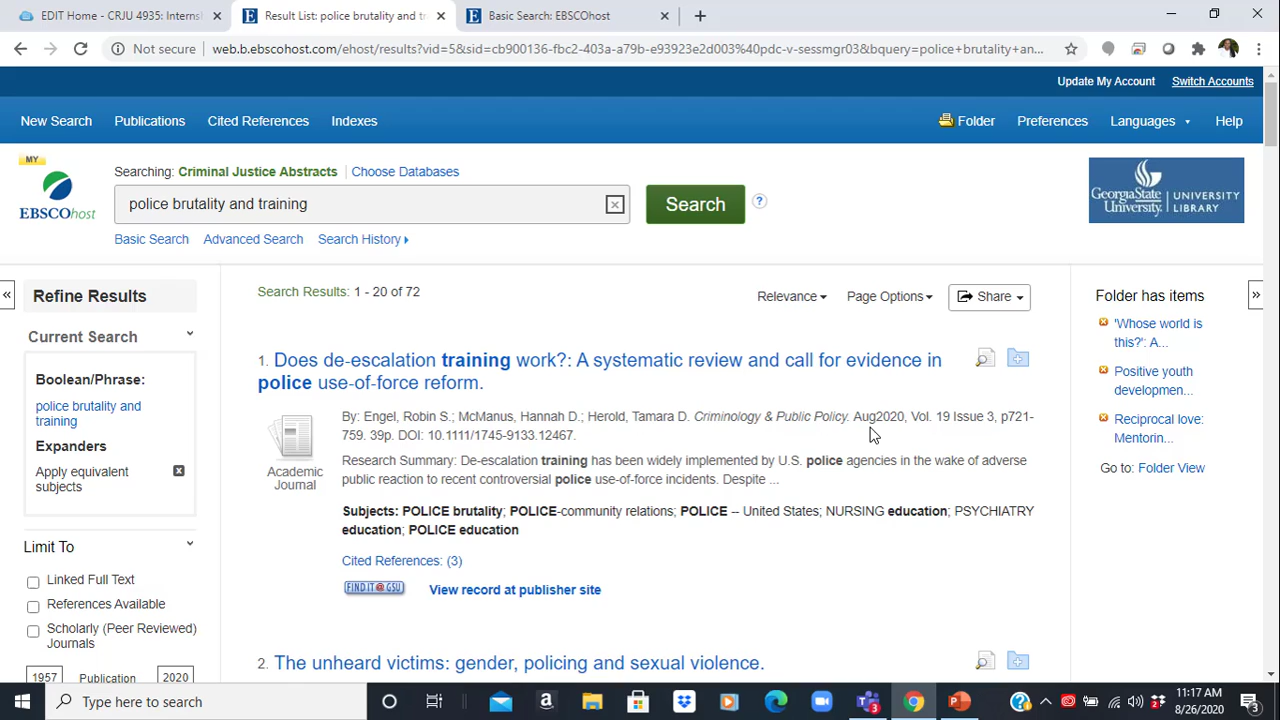 EDIT Home - CRJU 4935: Internsl
Result List: police brutality and tr
Basic Search: EBSCOhost
Not secure
web.b.ebscohost.com/ehost/results?vid=5&sid=cb900136-fbc2-403a-a79b-e93923e2d003%40pdc-v-sessmgr03&bquery=police+brutality+an...
Update My Account
Switch Accounts
New Search
Publications
Cited References
Indexes
Folder
Preferences
Languages
Help
MY
EBSCOhost
Searching: Criminal Justice Abstracts
Choose Databases
police brutality and training
Search
?
Georgia State University. UNIVERSITY LIBRARY
Basic Search
Advanced Search
Search History
Refine Results
Current Search
Boolean/Phrase:
police brutality and
training
Expanders
Apply equivalent
subjects
Limit To
Linked Full Text
References Available
Scholarly (Peer Reviewed)
Journals
1957
Publication
2020
Search Results: 1 - 20 of 72
Relevance
Page Options
Share
1. Does de-escalation training work?: A systematic review and call for evidence in
police use-of-force reform.
Academic
Journal
By: Engel, Robin S.; McManus, Hannah D.; Herold, Tamara D. Criminology & Public Policy. Aug2020, Vol. 19 Issue 3, p721-
759. 39p. DOI: 10.1111/1745-9133.12467.
Research Summary: De-escalation training has been widely implemented by U.S. police agencies in the wake of adverse
public reaction to recent controversial police use-of-force incidents. Despite ...
Subjects: POLICE brutality; POLICE-community relations; POLICE -- United States; NURSING education; PSYCHIATRY
education; POLICE education
Cited References: (3)
FIND IT @ GSU
View record at publisher site
2. The unheard victims: gender, policing and sexual violence.
Folder has items
'Whose world is
this?': A...
Positive youth
developmen...
Reciprocal love:
Mentorin...
Go to: Folder View
Type here to search
11:17 AM
8/26/2020